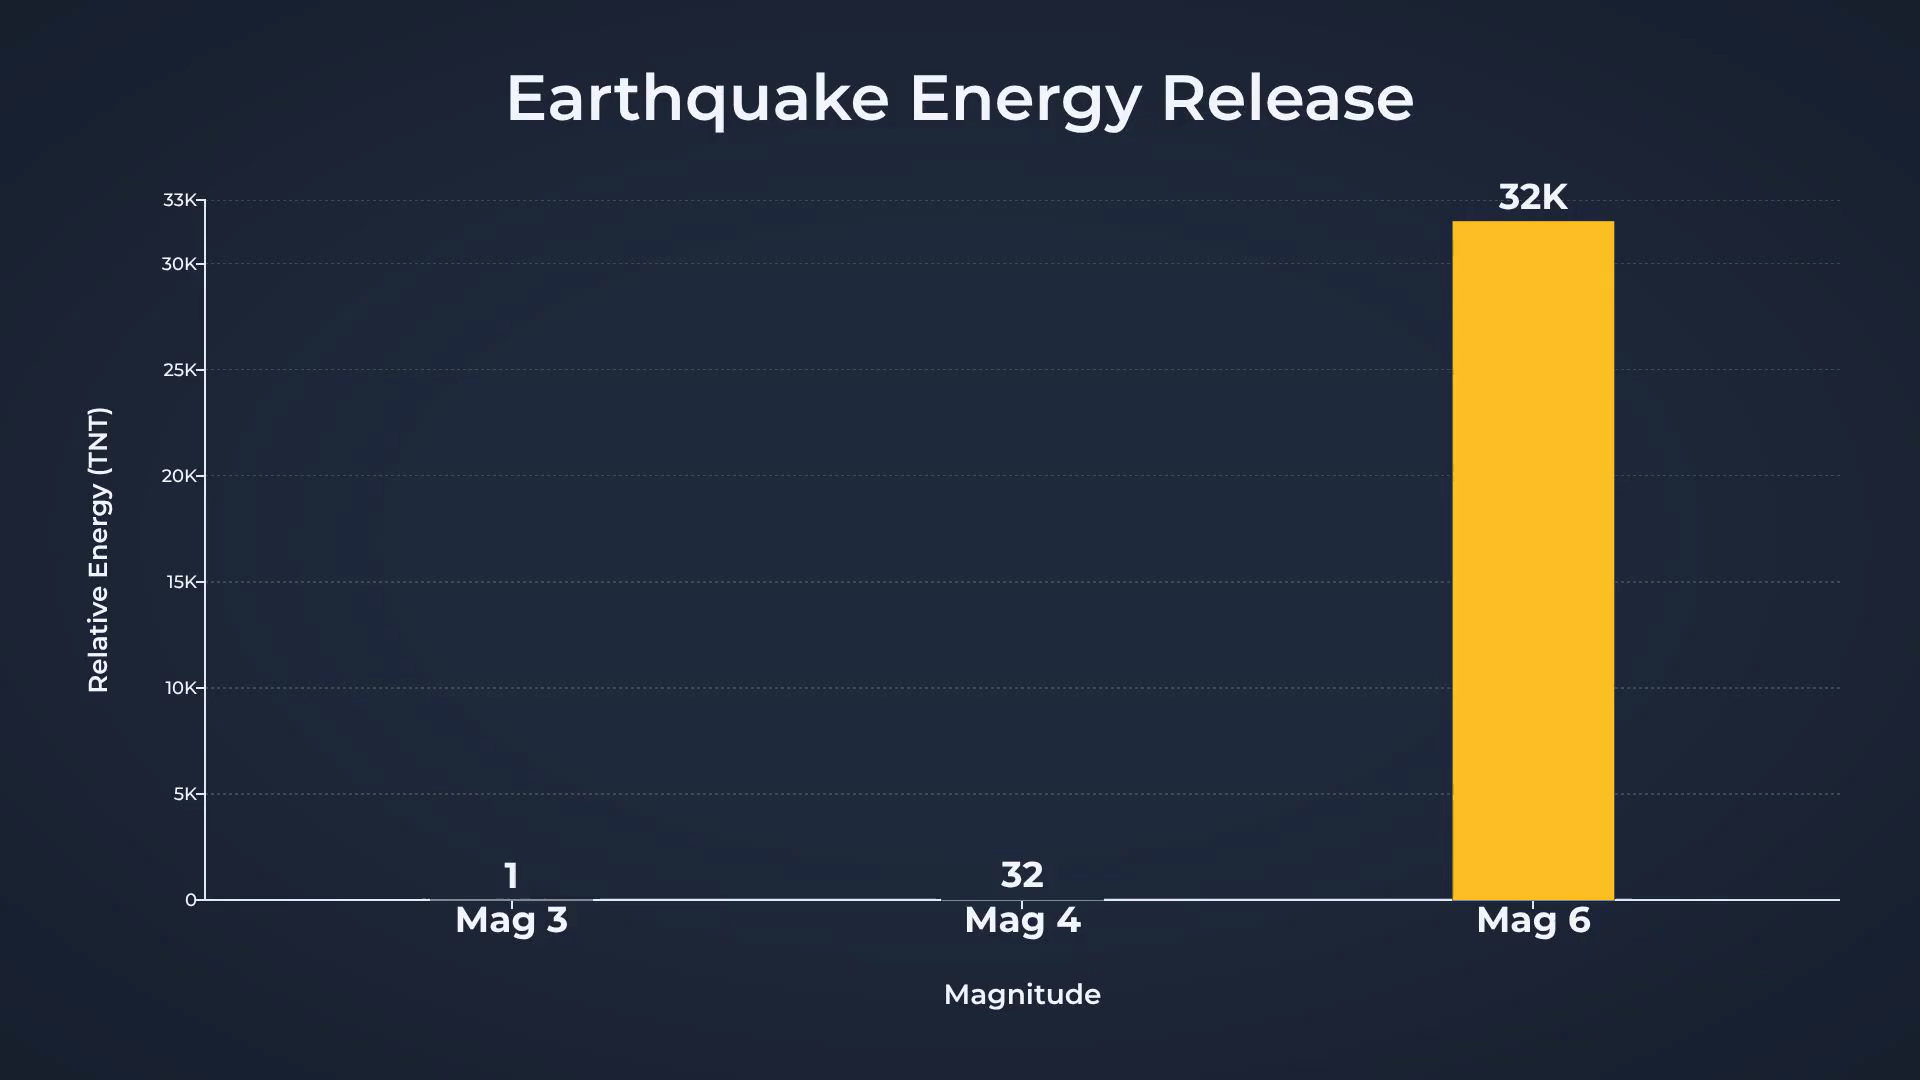 Earthquake Energy Release
33K
30K
25K
20K
15K
10K
5K
0
Relative Energy (TNT)
1
32
32K
Mag 3
Mag 4
Mag 6
Magnitude